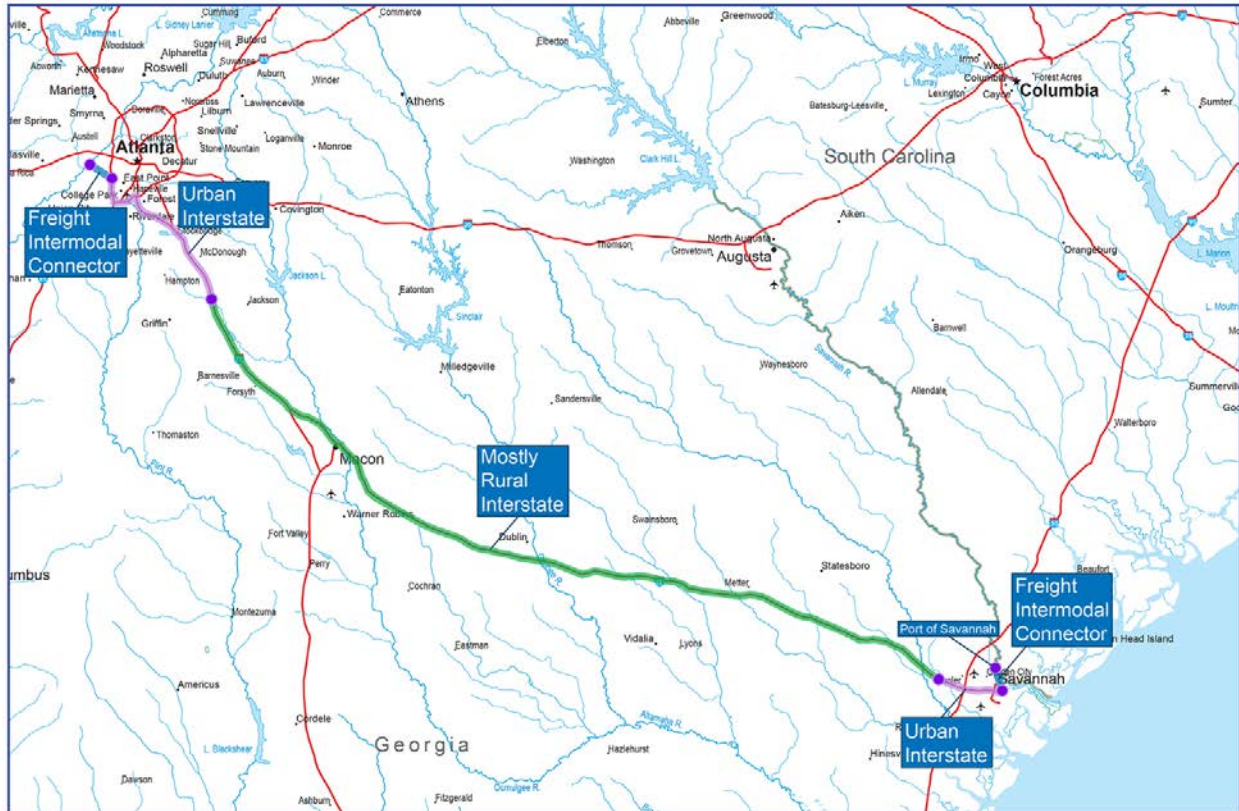 Cumming
Commerce
L. Sidney Lanier
Woodstock
Sugar Hill
Buford
Elberton
Abbeville
Greenwood
Alpharetta
Suwanee
Acworth
Kennesaw
Roswell
Duluth
Auburn
Winder
Marietta
Norcross
Lawrenceville
Athens
Doraville
Lilburn
Smyrna
Snellville
Loganville
Austell
Clarkston
Stone Mountain
Monroe
Atlanta
Decatur
East Point
College Park
Hapeville
Forest
Urban
Interstate
Freight
Intermodal
Connector
Covington
McDonough
Hampton
Jackson L.
Jackson
Griffin
Eatonton
L. Sinclair
Milledgeville
Barnesville
Forsyth
Thomaston
Macon
Warner Robins
Fort Valley
Perry
Montezuma
Americus
L. Blackshear
Cordele
Dawson
Ashburn
Fitzgerald
Cochran
Eastman
Dublin
Mostly
Rural
Interstate
Sandersville
Swainsboro
Vidalia
Lyons
Metter
Statesboro
Hazlehurst
Altamaha R.
Ocmulgee R.
Georgia
Washington
Clark Hill L.
Thomson
Grovetown
North Augusta
Augusta
Aiken
Waynesboro
Savannah R.
Barnwell
Allendale
South Carolina
Batesburg-Leesville
L. Murray
Irmo
West
Columbia
Lexington
Cayce
Forest Acres
Columbia
Sumter
Orangeburg
L. Marion
L. Moultrie
Summerville
Walterboro
Beaufort
Port of Savannah
Freight
Intermodal
Connector
Savannah
Urban
Interstate